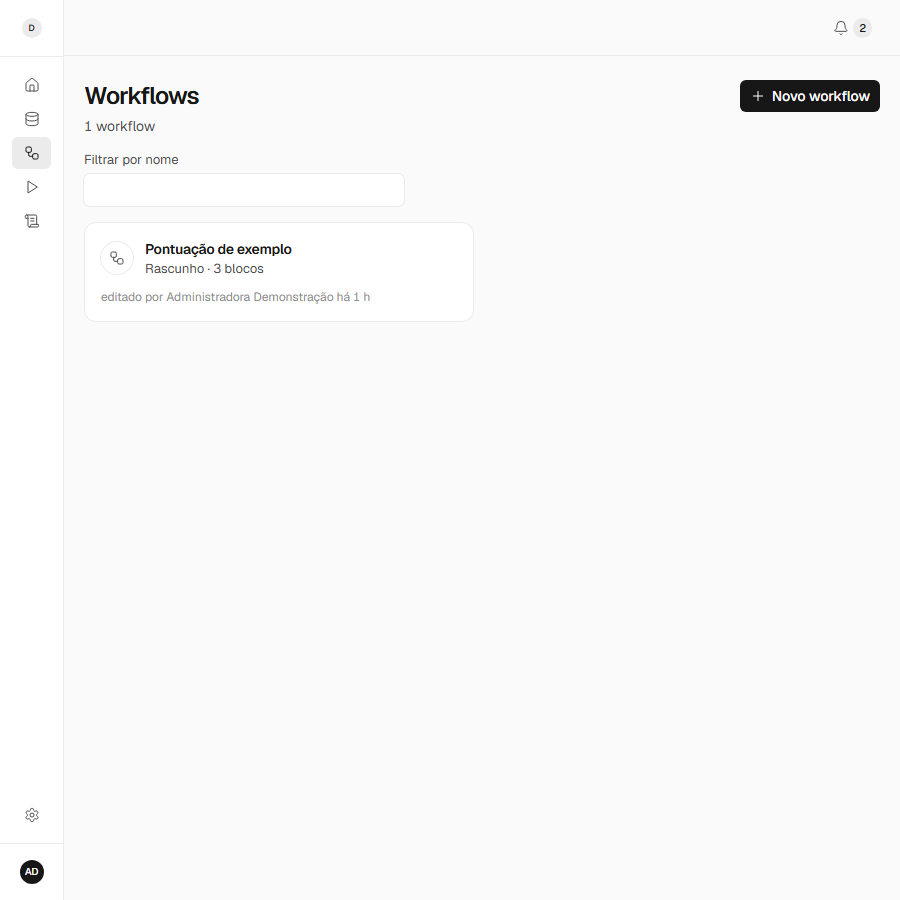 D
2
Workflows
Novo workflow
1 workflow
Filtrar por nome
Pontuação de exemplo
Rascunho · 3 blocos
editado por Administradora Demonstração há 1 h
AD